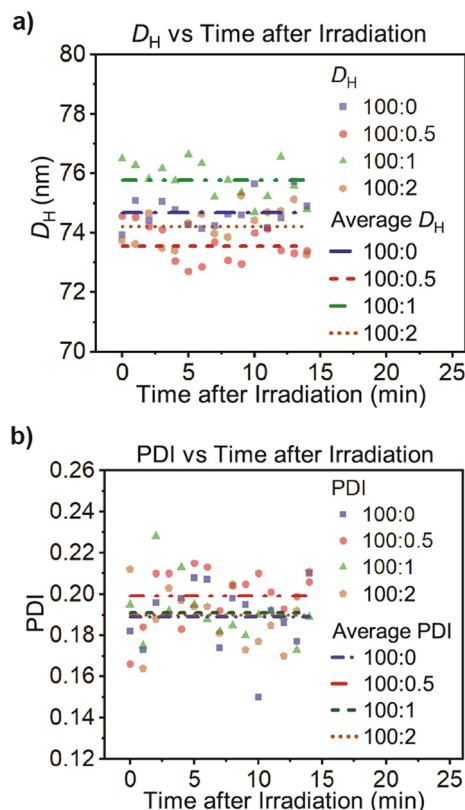 a)
D_H vs Time after Irradiation
80
78
76
74
72
70
D_H (nm)
0 5 10 15 20 25
Time after Irradiation (min)
D_H
100:0
100:0.5
100:1
100:2
Average D_H
100:0
100:0.5
100:1
100:2
b)
PDI vs Time after Irradiation
0.26
0.24
0.22
0.20
0.18
0.16
0.14
0.12
PDI
0 5 10 15 20 25
Time after Irradiation (min)
PDI
100:0
100:0.5
100:1
100:2
Average PDI
100:0
100:0.5
100:1
100:2